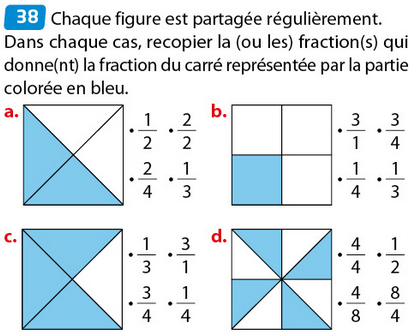 38 Chaque figure est partagée régulièrement.
Dans chaque cas, recopier la (ou les) fraction(s) qui
donne(nt) la fraction du carré représentée par la partie
colorée en bleu.
a. · 1/2 · 2/2
· 2/4 · 1/3
b. · 3/1 · 3/4
· 1/4 · 1/3
c. · 1/3 · 3/1
· 3/4 · 1/4
d. · 4/4 · 1/2
· 4/8 · 8/4